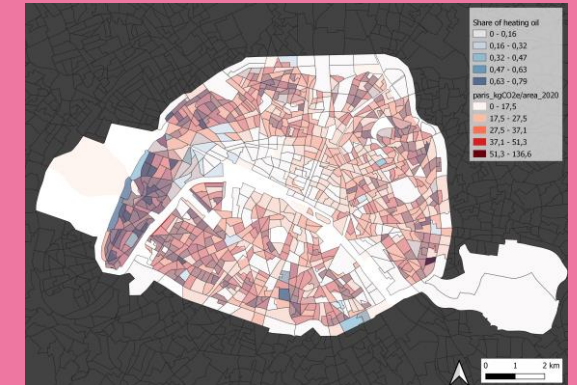 Share of heating oil
0 - 0,16
0,16 - 0,32
0,32 - 0,47
0,47 - 0,63
0,63 - 0,79
paris_kgCO2e/area_2020
0 - 17,5
17,5 - 27,5
27,5 - 37,1
37,1 - 51,3
51,3 - 136,6
0 1 2 km